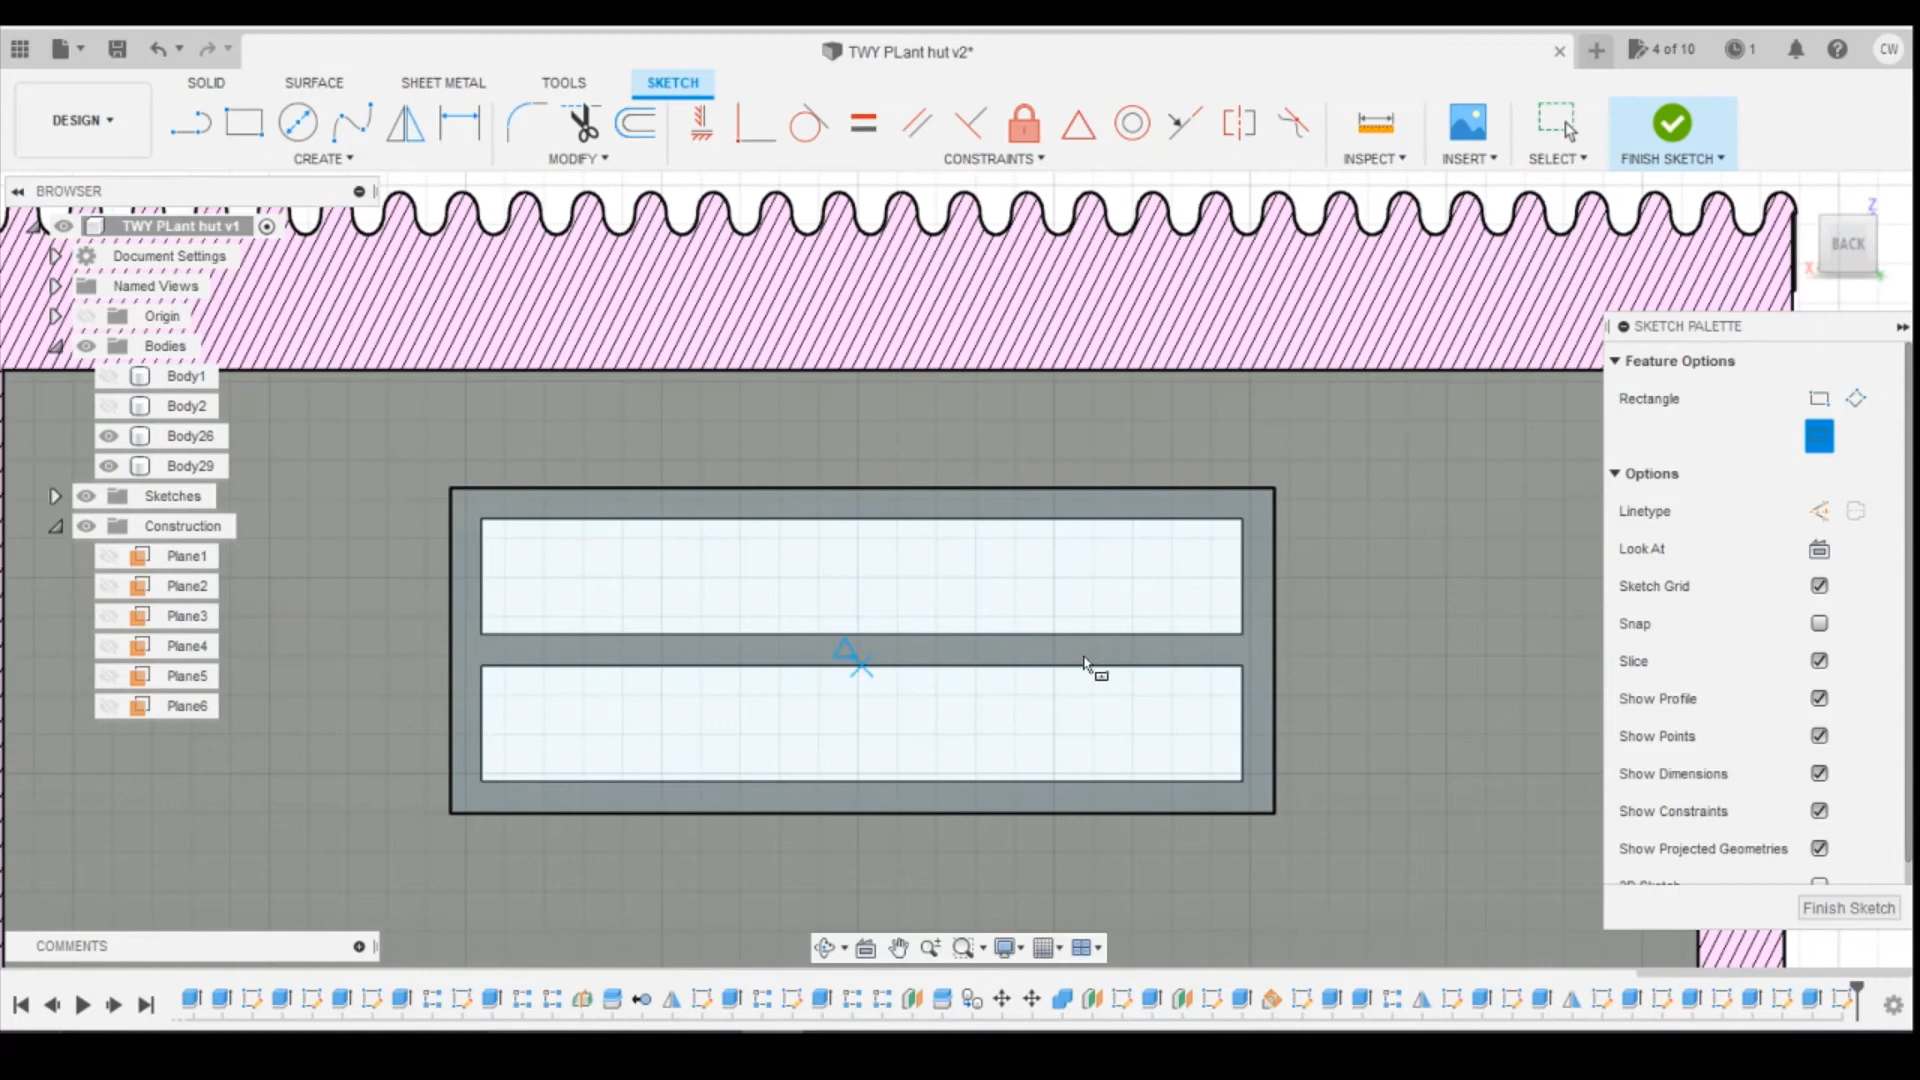 TWY PLant hut v2*
4 of 10
1
CW
SOLID
SURFACE
SHEET METAL
TOOLS
SKETCH
DESIGN
CREATE
MODIFY
CONSTRAINTS
INSPECT
INSERT
SELECT
FINISH SKETCH
BROWSER
TWY PLant hut v1
Document Settings
Named Views
Origin
Bodies
Body1
Body2
Body26
Body29
Sketches
Construction
Plane1
Plane2
Plane3
Plane4
Plane5
Plane6
Z
BACK
X
SKETCH PALETTE
Feature Options
Rectangle
Options
Linetype
Look At
Sketch Grid
Snap
Slice
Show Profile
Show Points
Show Dimensions
Show Constraints
Show Projected Geometries
Finish Sketch
COMMENTS